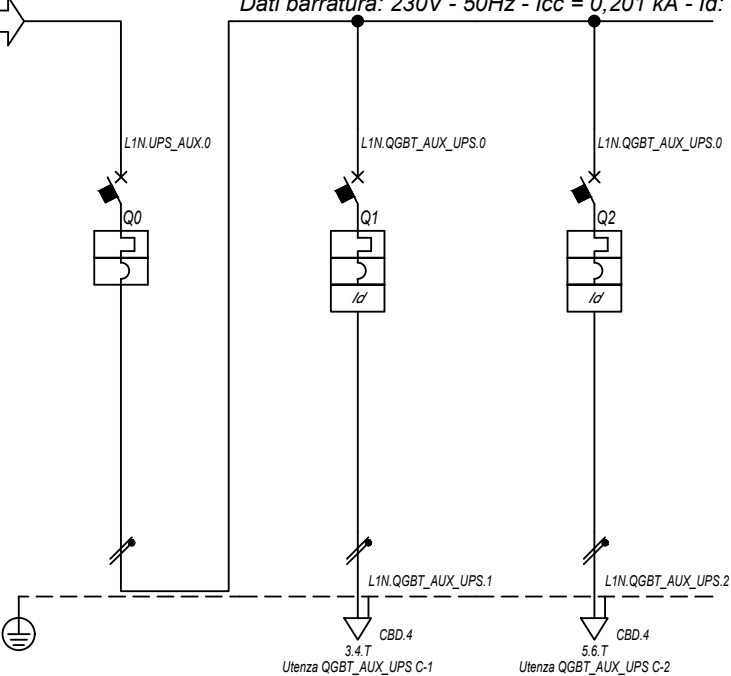 Dati barratura: 230V - 50Hz - Icc = 0,201 kA - Id:
L1N.UPS_AUX.0
L1N.QGBT_AUX_UPS.0
L1N.QGBT_AUX_UPS.0
Q0
Q1
Q2
Id
Id
L1N.QGBT_AUX_UPS.1
L1N.QGBT_AUX_UPS.2
CBD.4
CBD.4
3.4.T
5.6.T
Utenza QGBT_AUX_UPS C-1
Utenza QGBT_AUX_UPS C-2